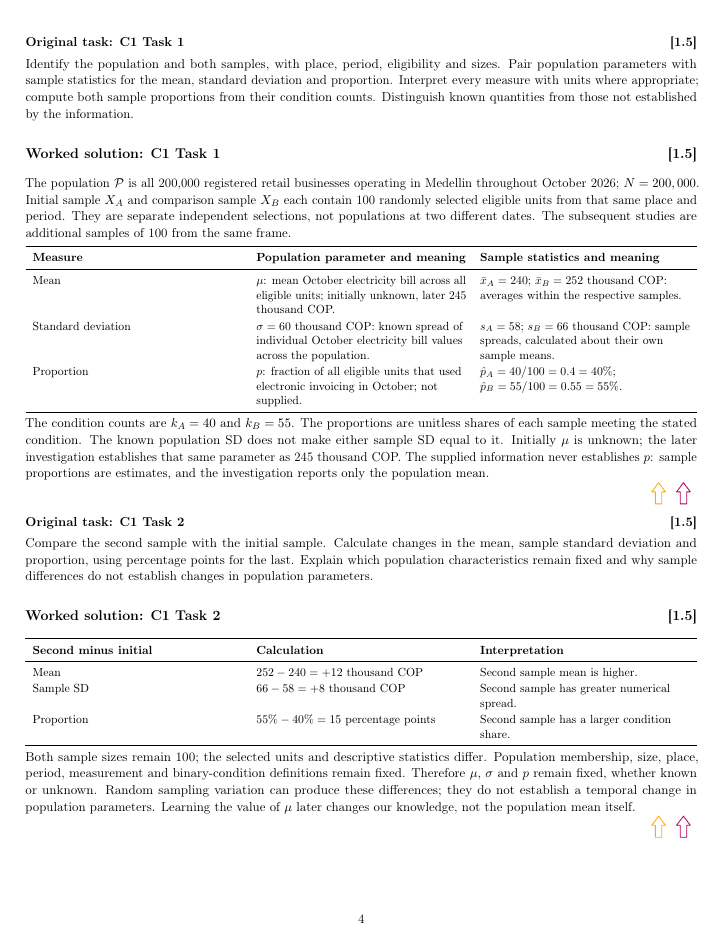 Original task: C1 Task 1 [1.5]
Identify the population and both samples, with place, period, eligibility and sizes. Pair population parameters with
sample statistics for the mean, standard deviation and proportion. Interpret every measure with units where appropriate;
compute both sample proportions from their condition counts. Distinguish known quantities from those not established
by the information.
Worked solution: C1 Task 1 [1.5]
The population 𝒫 is all 200,000 registered retail businesses operating in Medellin throughout October 2026; N = 200,000.
Initial sample X_A and comparison sample X_B each contain 100 randomly selected eligible units from that same place and
period. They are separate independent selections, not populations at two different dates. The subsequent studies are
additional samples of 100 from the same frame.
Measure Population parameter and meaning Sample statistics and meaning
Mean μ: mean October electricity bill across all x̄_A = 240; x̄_B = 252 thousand COP:
eligible units; initially unknown, later 245 averages within the respective samples.
thousand COP.
Standard deviation σ = 60 thousand COP: known spread of s_A = 58; s_B = 66 thousand COP: sample
individual October electricity bill values spreads, calculated about their own
across the population. sample means.
Proportion p: fraction of all eligible units that used p̂_A = 40/100 = 0.4 = 40%;
electronic invoicing in October; not p̂_B = 55/100 = 0.55 = 55%.
supplied.
The condition counts are k_A = 40 and k_B = 55. The proportions are unitless shares of each sample meeting the stated
condition. The known population SD does not make either sample SD equal to it. Initially μ is unknown; the later
investigation establishes that same parameter as 245 thousand COP. The supplied information never establishes p: sample
proportions are estimates, and the investigation reports only the population mean.
Original task: C1 Task 2 [1.5]
Compare the second sample with the initial sample. Calculate changes in the mean, sample standard deviation and
proportion, using percentage points for the last. Explain which population characteristics remain fixed and why sample
differences do not establish changes in population parameters.
Worked solution: C1 Task 2 [1.5]
Second minus initial Calculation Interpretation
Mean 252 − 240 = +12 thousand COP Second sample mean is higher.
Sample SD 66 − 58 = +8 thousand COP Second sample has greater numerical
spread.
Proportion 55% − 40% = 15 percentage points Second sample has a larger condition
share.
Both sample sizes remain 100; the selected units and descriptive statistics differ. Population membership, size, place,
period, measurement and binary-condition definitions remain fixed. Therefore μ, σ and p remain fixed, whether known
or unknown. Random sampling variation can produce these differences; they do not establish a temporal change in
population parameters. Learning the value of μ later changes our knowledge, not the population mean itself.
4